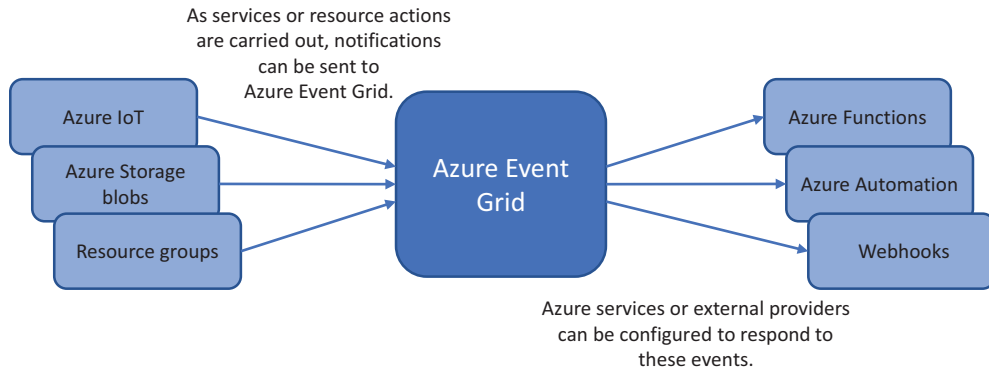 As services or resource actions
are carried out, notifications
can be sent to
Azure Event Grid.
Azure IoT
Azure Storage
blobs
Resource groups
Azure Event
Grid
Azure Functions
Azure Automation
Webhooks
Azure services or external providers
can be configured to respond to
these events.